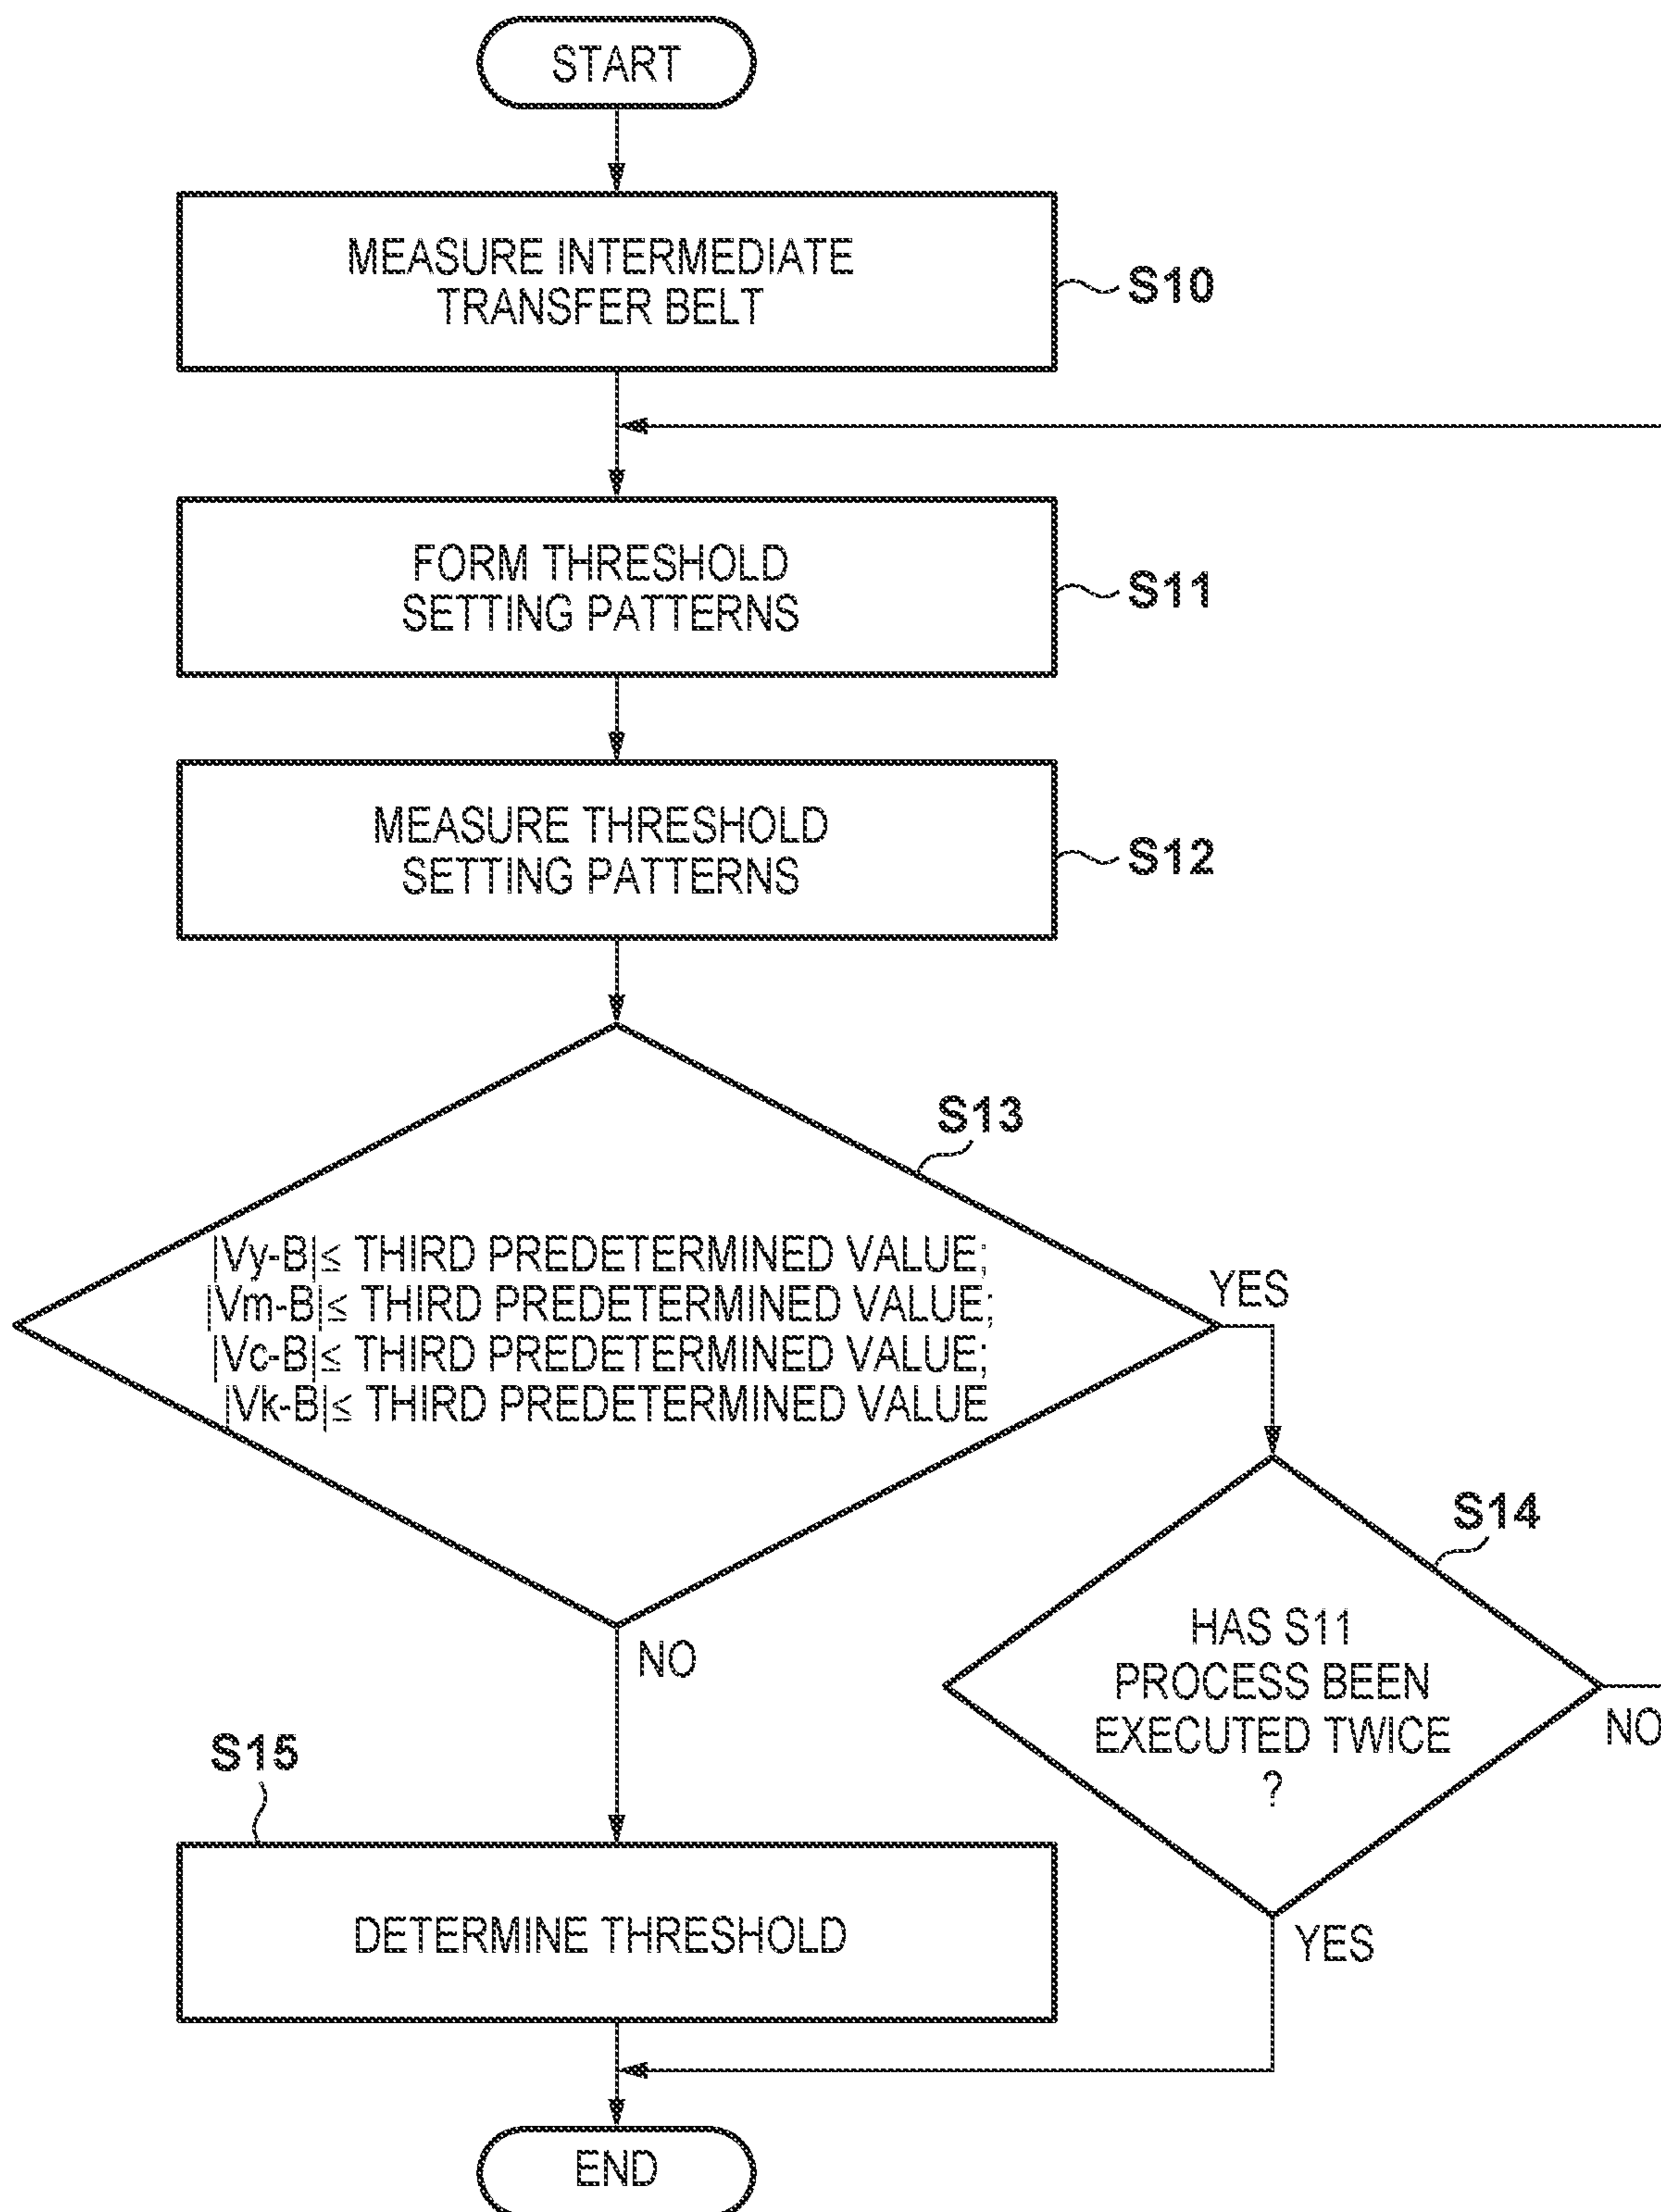 START
MEASURE INTERMEDIATE
TRANSFER BELT
S10
FORM THRESHOLD
SETTING PATTERNS
S11
MEASURE THRESHOLD
SETTING PATTERNS
S12
S13
|Vy-B|≤ THIRD PREDETERMINED VALUE;
|Vm-B|≤ THIRD PREDETERMINED VALUE;
|Vc-B|≤ THIRD PREDETERMINED VALUE;
|Vk-B|≤ THIRD PREDETERMINED VALUE
YES
S14
HAS S11
PROCESS BEEN
EXECUTED TWICE
?
NO
NO
S15
DETERMINE THRESHOLD
YES
END